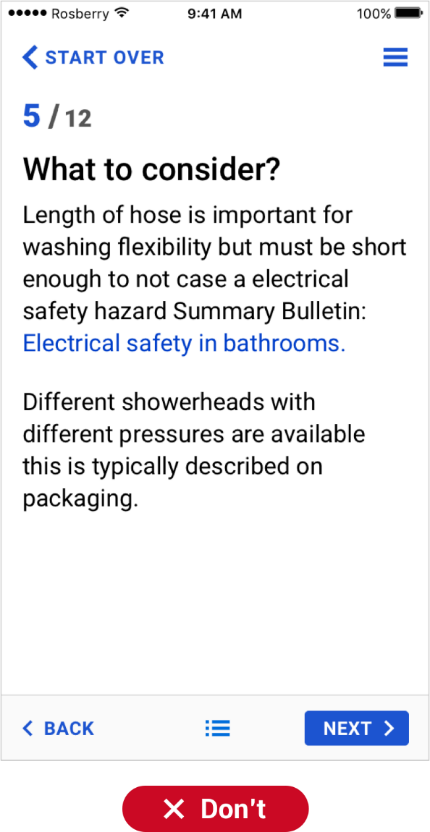 Rosberry 9:41 AM 100%
START OVER
5 / 12
What to consider?
Length of hose is important for
washing flexibility but must be short
enough to not case a electrical
safety hazard Summary Bulletin:
Electrical safety in bathrooms.
Different showerheads with
different pressures are available
this is typically described on
packaging.
BACK NEXT
Don't